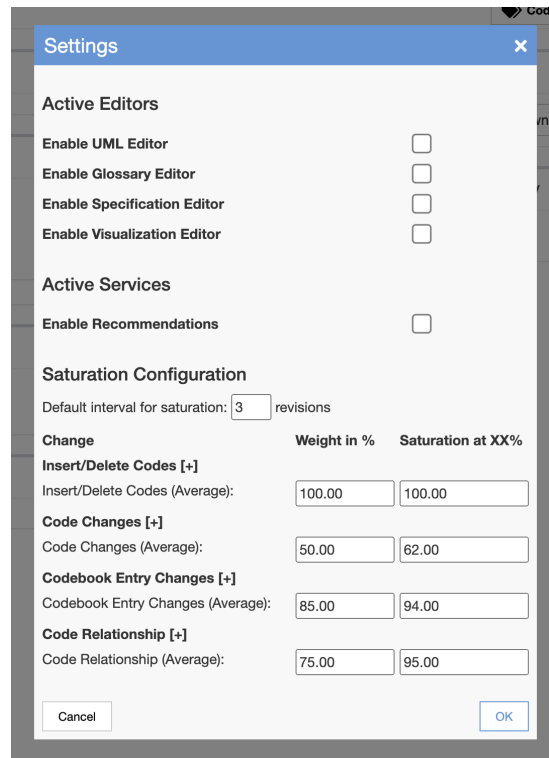 Settings ×
Active Editors
Enable UML Editor
Enable Glossary Editor
Enable Specification Editor
Enable Visualization Editor
Active Services
Enable Recommendations
Saturation Configuration
Default interval for saturation: 3 revisions
Change Weight in % Saturation at XX%
Insert/Delete Codes [+]
Insert/Delete Codes (Average): 100.00 100.00
Code Changes [+]
Code Changes (Average): 50.00 62.00
Codebook Entry Changes [+]
Codebook Entry Changes (Average): 85.00 94.00
Code Relationship [+]
Code Relationship (Average): 75.00 95.00
Cancel OK